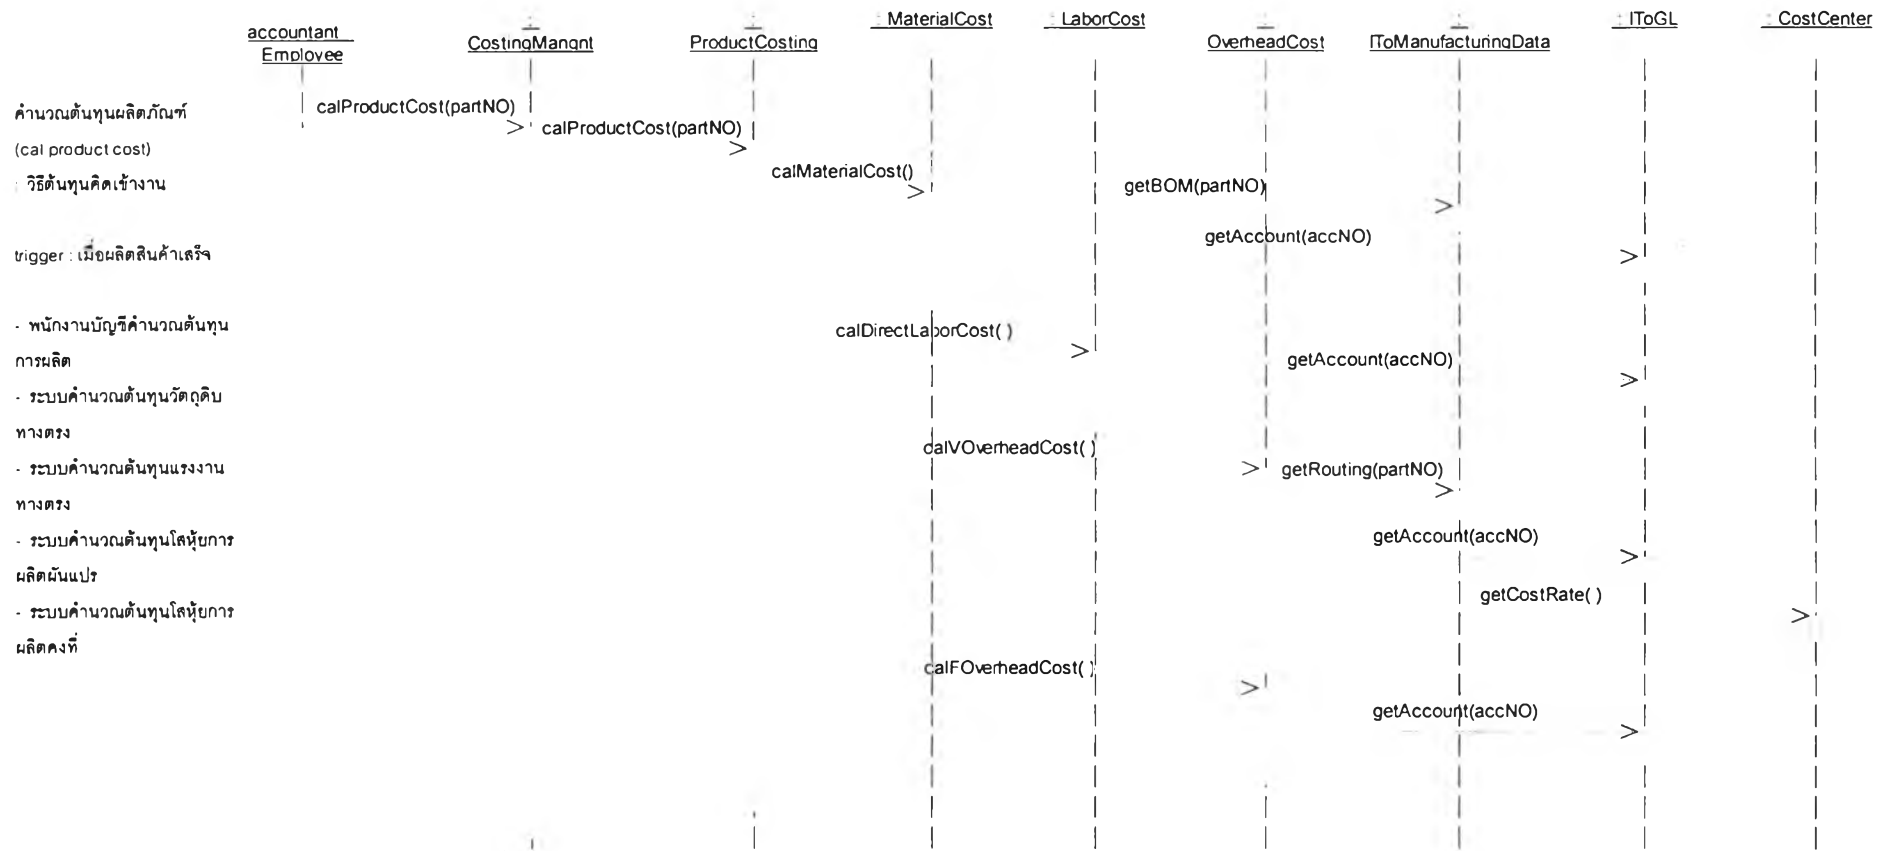 : MaterialCost
: LaborCost
: IToGL
: CostCenter
accountant
Employee
:
CostingMangnt
:
ProductCosting
:
OverheadCost
:
IToManufacturingData
คำนวณต้นทุนผลิตภัณฑ์
(cal product cost)
: วิธีต้นทุนคิดเข้างาน
trigger : เมื่อผลิตสินค้าเสร็จ
- พนักงานบัญชีคำนวณต้นทุน
การผลิต
- ระบบคำนวณต้นทุนวัตถุดิบ
ทางตรง
- ระบบคำนวณต้นทุนแรงงาน
ทางตรง
- ระบบคำนวณต้นทุนโสหุ้ยการ
ผลิตผันแปร
- ระบบคำนวณต้นทุนโสหุ้ยการ
ผลิตคงที่
calProductCost(partNO)
calProductCost(partNO)
calMaterialCost()
getBOM(partNO)
getAccount(accNO)
calDirectLaborCost( )
getAccount(accNO)
calVOverheadCost( )
getRouting(partNO)
getAccount(accNO)
getCostRate( )
calFOverheadCost( )
getAccount(accNO)